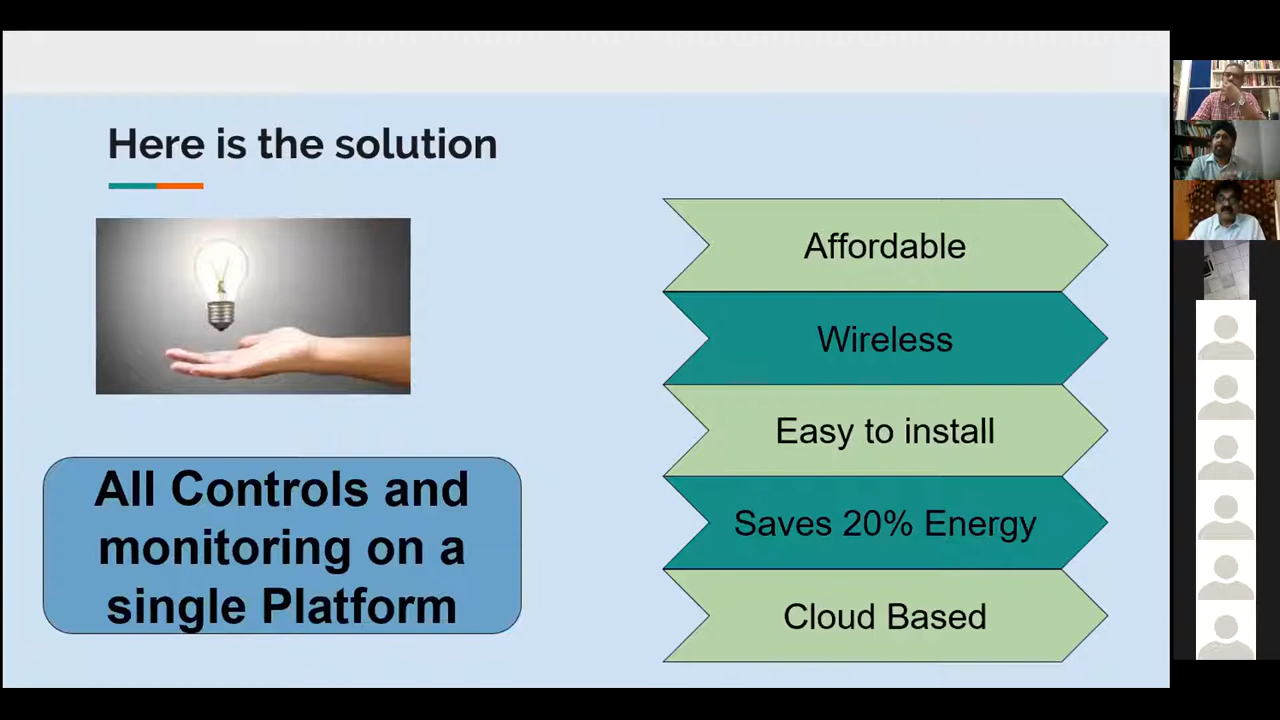 Here is the solution
All Controls and
monitoring on a
single Platform
Affordable
Wireless
Easy to install
Saves 20% Energy
Cloud Based